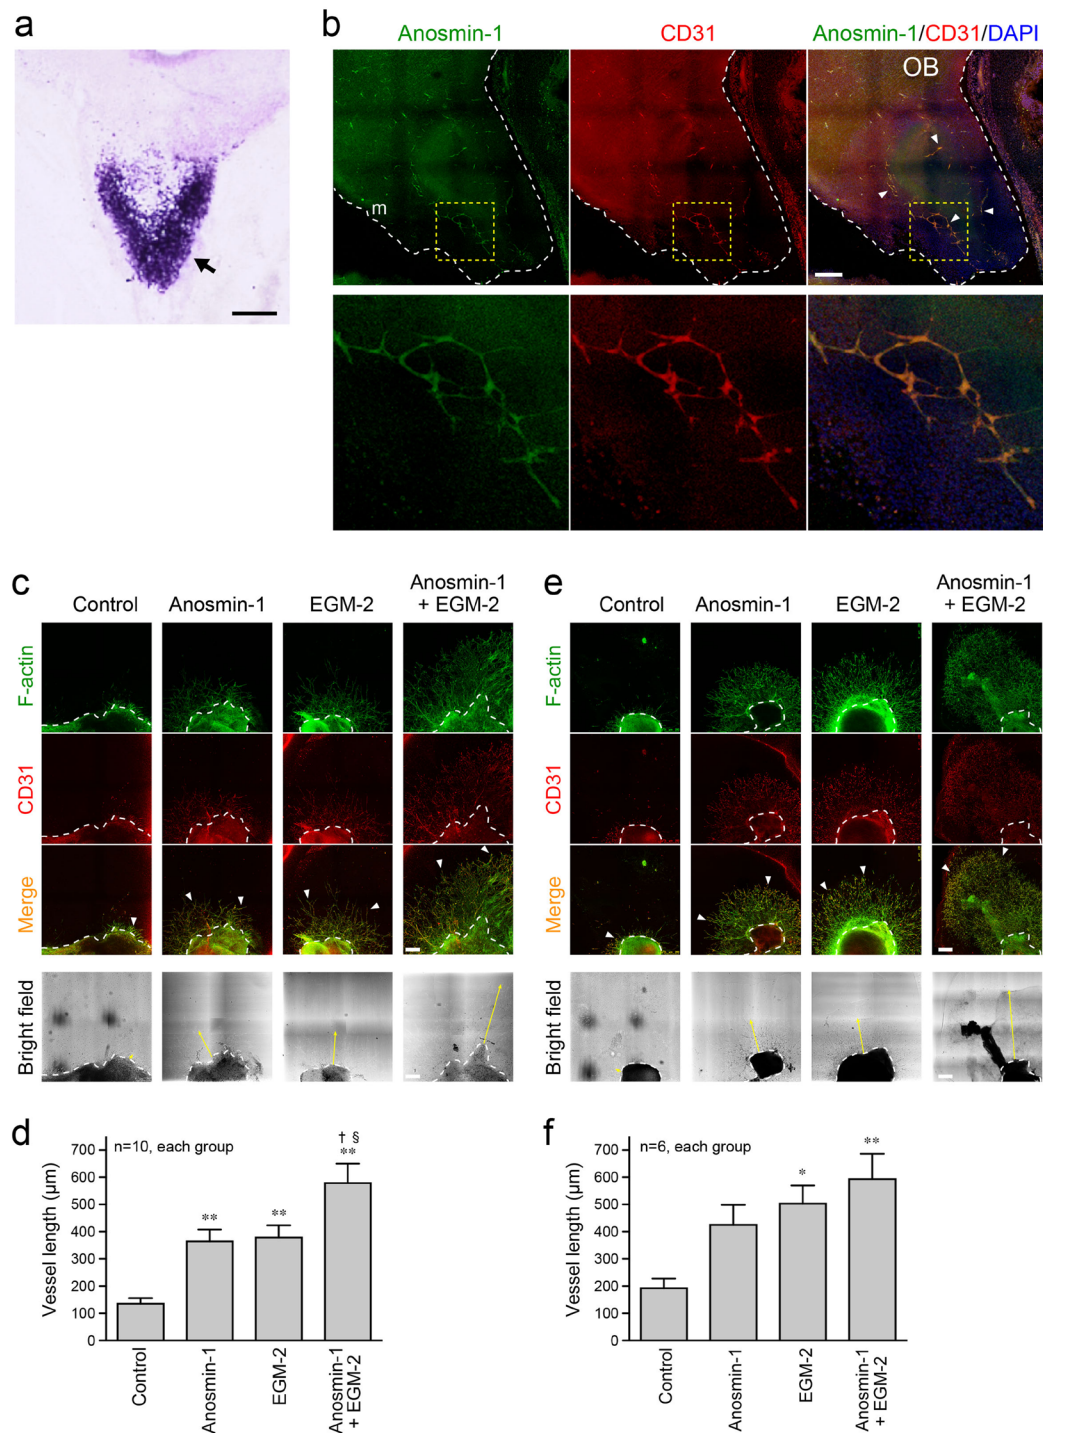 a
b
Anosmin-1
CD31
Anosmin-1/CD31/DAPI
OB
m
c
Control
Anosmin-1
EGM-2
Anosmin-1
+ EGM-2
F-actin
CD31
Merge
Bright field
e
Control
Anosmin-1
EGM-2
Anosmin-1
+ EGM-2
F-actin
CD31
Merge
Bright field
d
n=10, each group
Vessel length (µm)
700
600
500
400
300
200
100
0
**
**
† §
**
Control
Anosmin-1
EGM-2
Anosmin-1
+ EGM-2
f
n=6, each group
Vessel length (µm)
700
600
500
400
300
200
100
0
*
**
Control
Anosmin-1
EGM-2
Anosmin-1
+ EGM-2